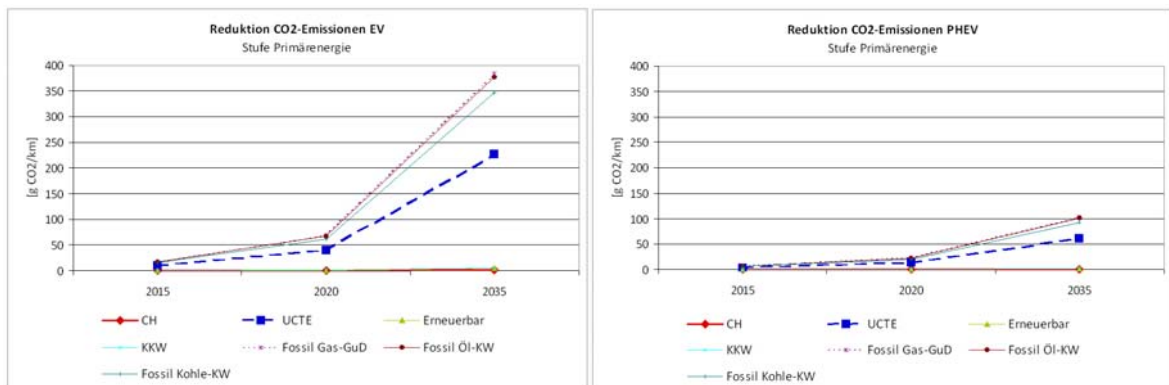 Reduktion CO2-Emissionen EV
Stufe Primärenergie
[g CO2/km]
400
350
300
250
200
150
100
50
0
2015 2020 2035
CH UCTE Erneuerbar
KKW Fossil Gas-GuD Fossil Öl-KW
Fossil Kohle-KW
Reduktion CO2-Emissionen PHEV
Stufe Primärenergie
[g CO2/km]
400
350
300
250
200
150
100
50
0
2015 2020 2035
CH UCTE Erneuerbar
KKW Fossil Gas-GuD Fossil Öl-KW
Fossil Kohle-KW